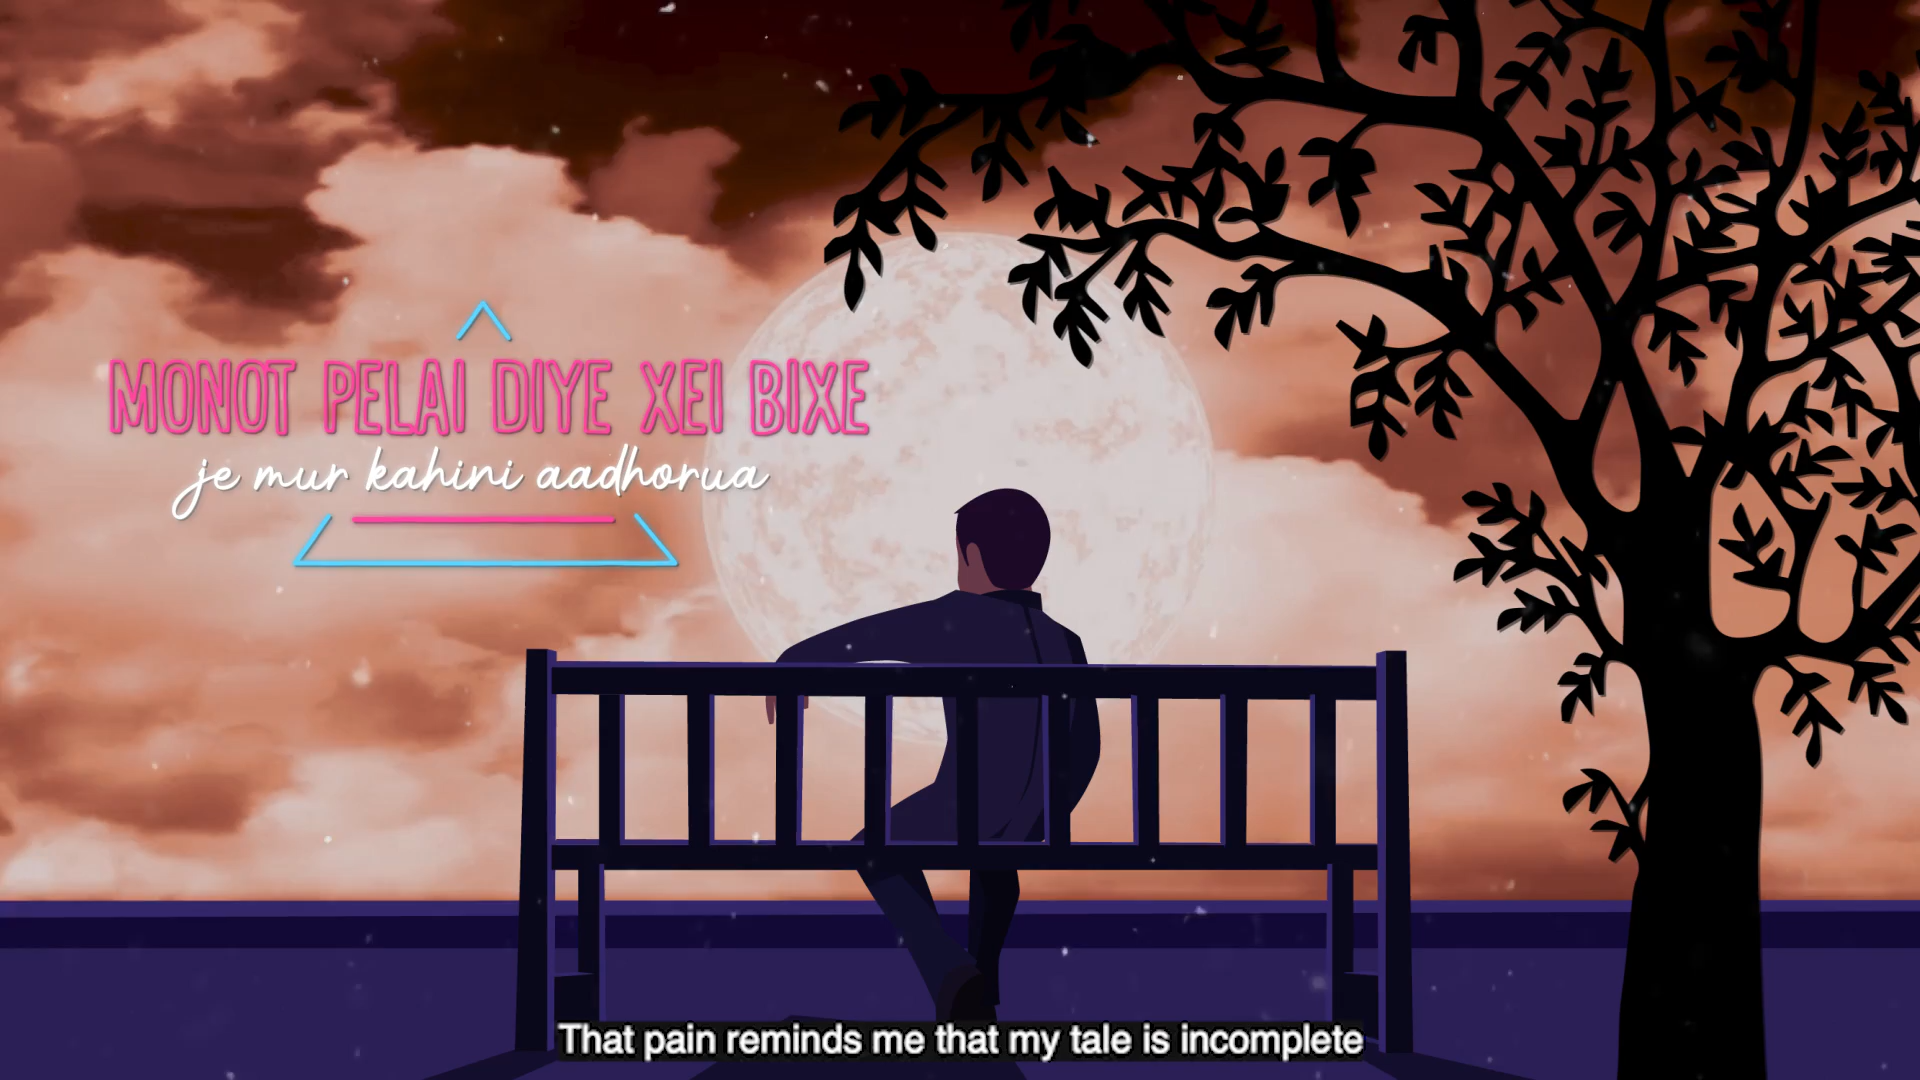 MONOT PELAI DIYE XEI BIXE
je mur kahini aadhorua
That pain reminds me that my tale is incomplete